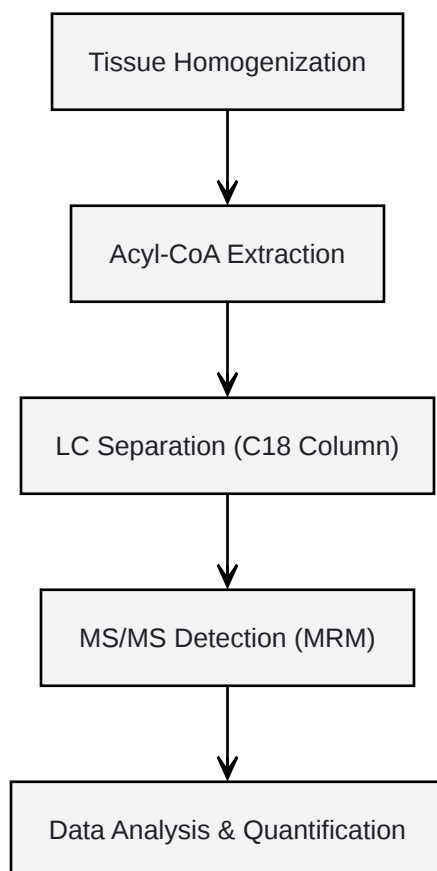 Tissue Homogenization
Acyl-CoA Extraction
LC Separation (C18 Column)
MS/MS Detection (MRM)
Data Analysis & Quantification